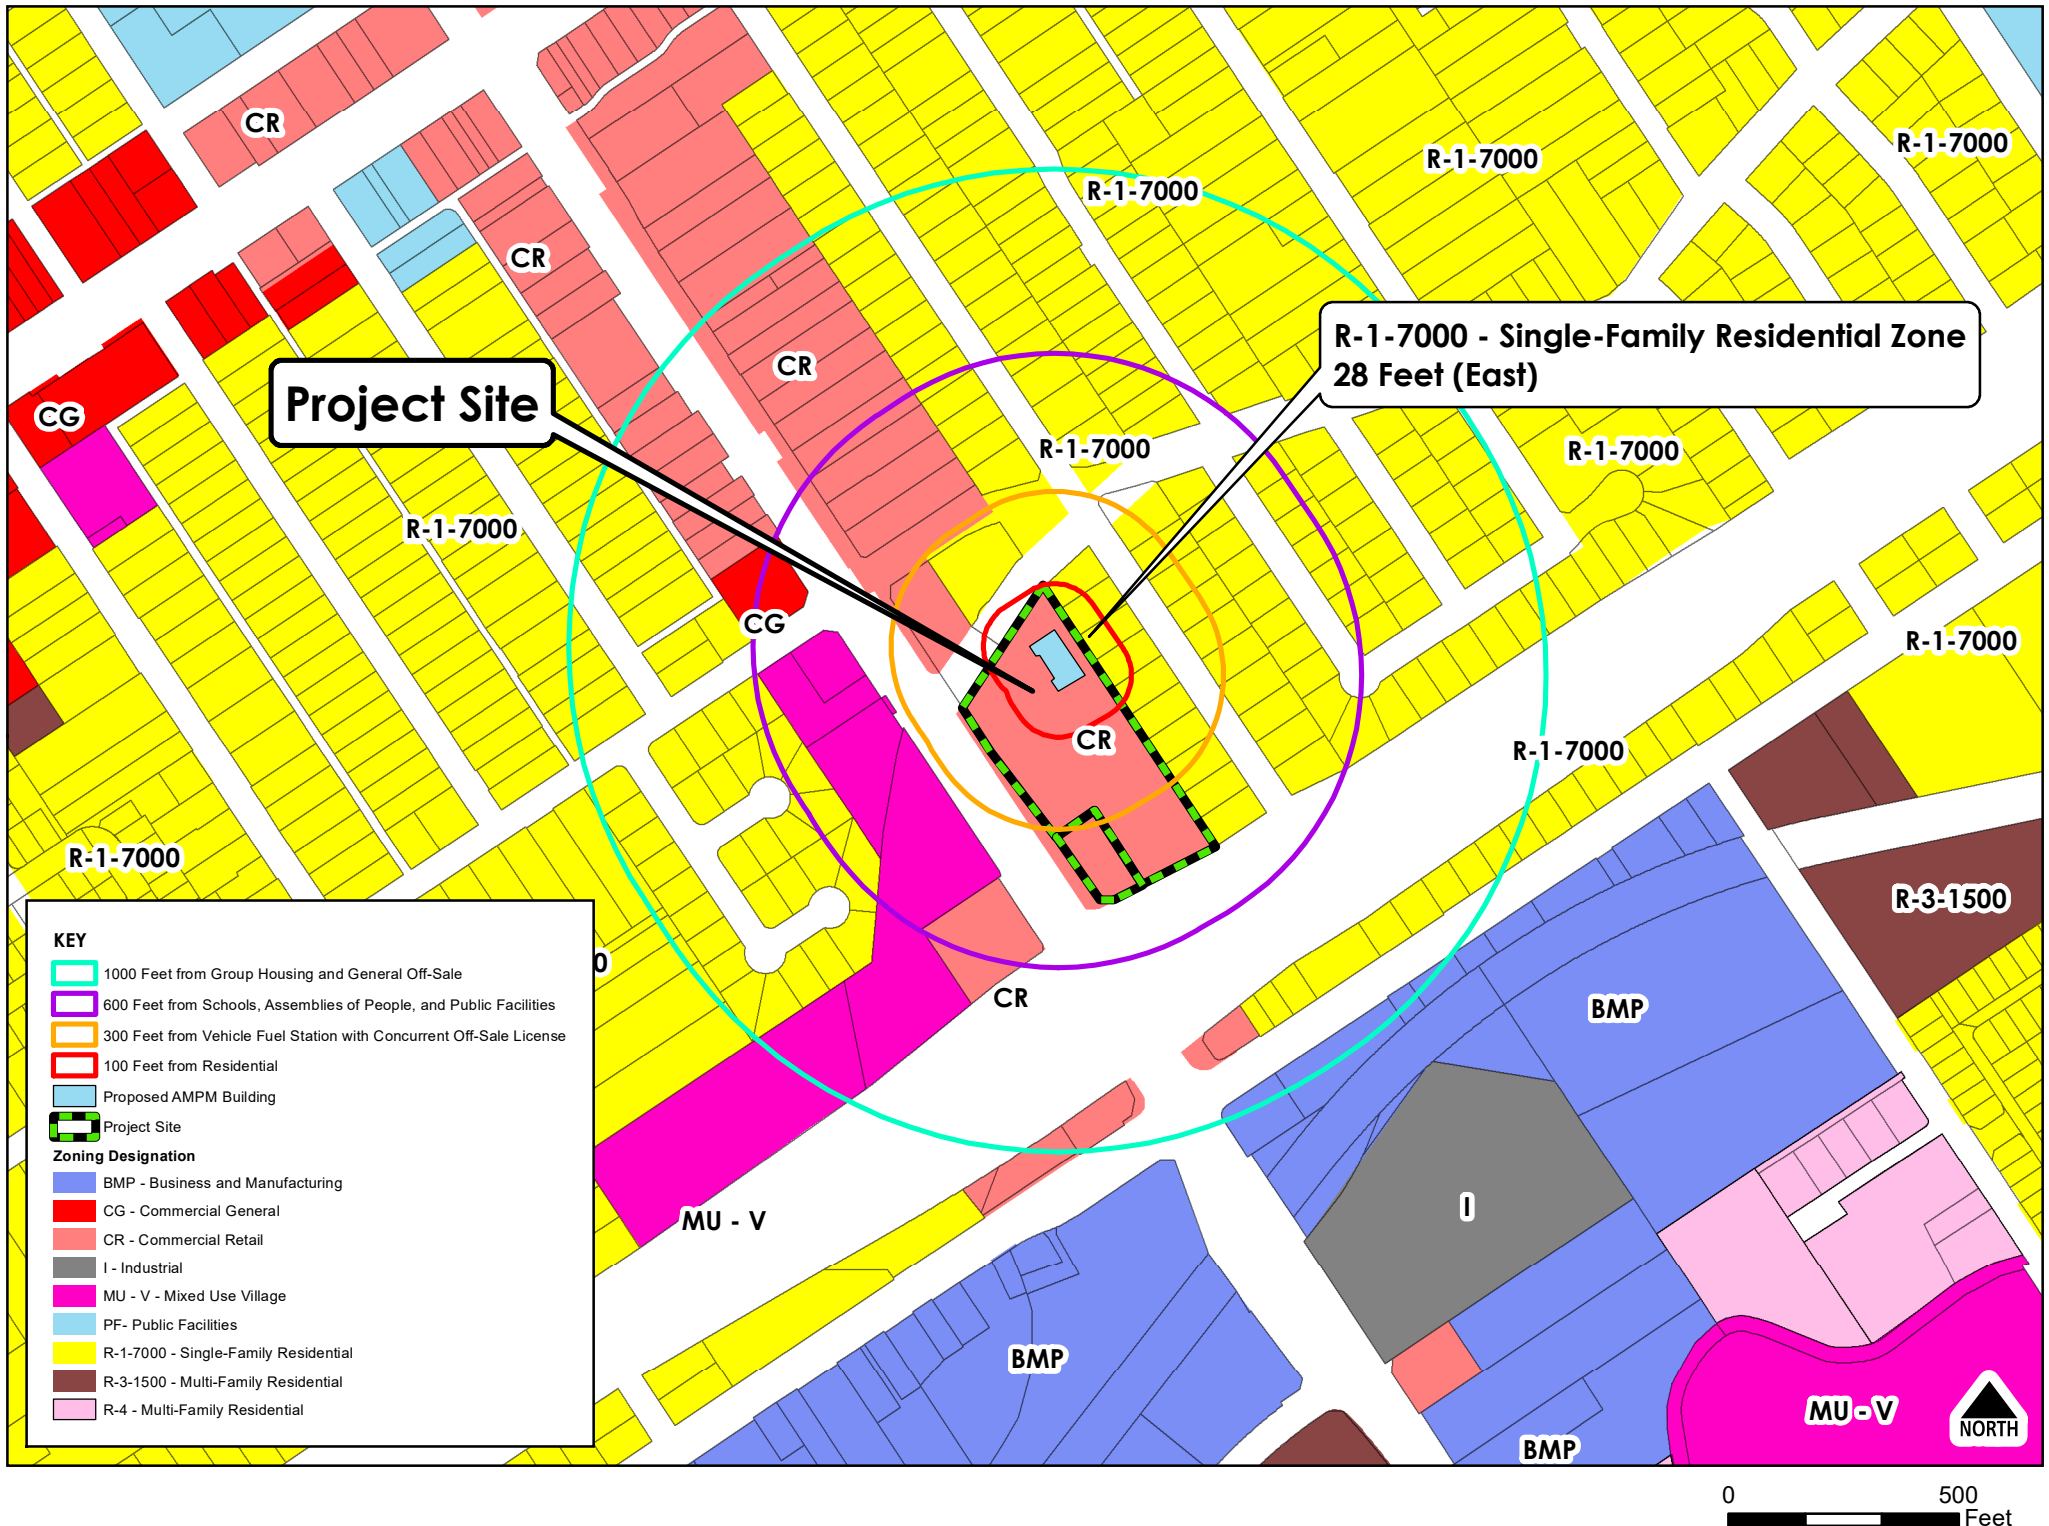 CR
R-1-7000
R-1-7000
R-1-7000
CR
R-1-7000 - Single-Family Residential Zone
28 Feet (East)
CR
Project Site
CG
R-1-7000
R-1-7000
R-1-7000
CG
R-1-7000
CR
R-1-7000
R-1-7000
R-3-1500
0
CR
BMP
I
MU - V
BMP
MU - V
BMP
NORTH
KEY
1000 Feet from Group Housing and General Off-Sale
600 Feet from Schools, Assemblies of People, and Public Facilities
300 Feet from Vehicle Fuel Station with Concurrent Off-Sale License
100 Feet from Residential
Proposed AMPM Building
Project Site
Zoning Designation
BMP - Business and Manufacturing
CG - Commercial General
CR - Commercial Retail
I - Industrial
MU - V - Mixed Use Village
PF- Public Facilities
R-1-7000 - Single-Family Residential
R-3-1500 - Multi-Family Residential
R-4 - Multi-Family Residential
0 500
Feet